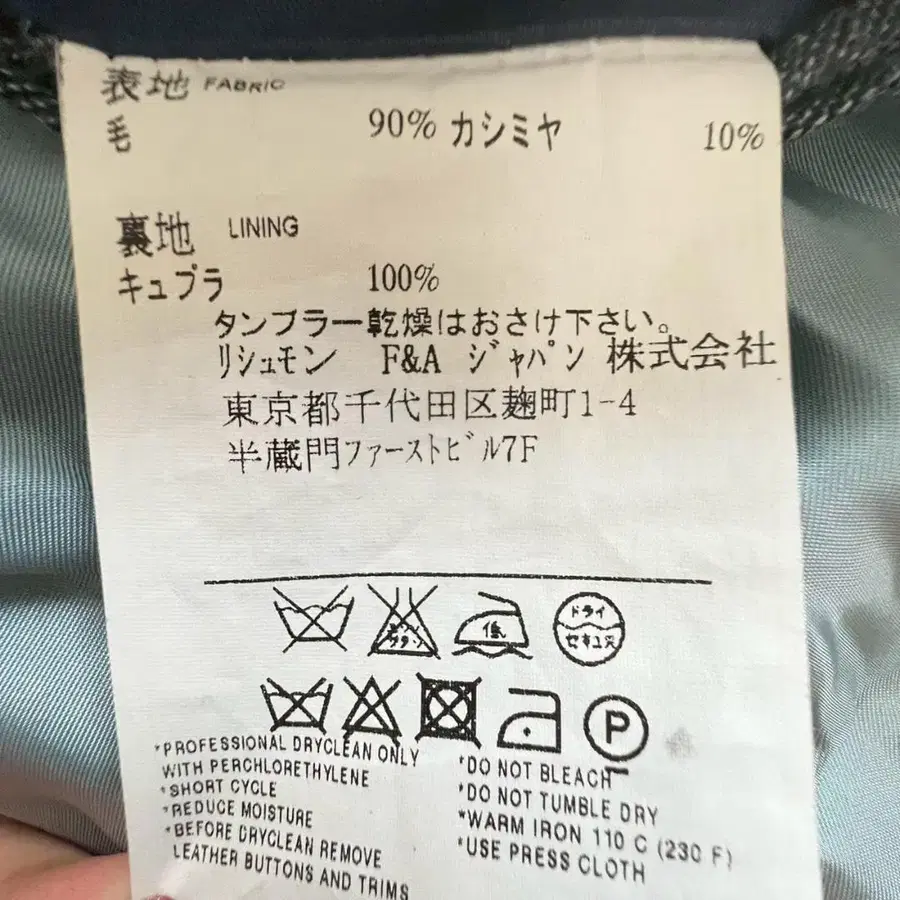 表地 FABRIC
毛 90% カシミヤ 10%
裏地 LINING
キュプラ 100%
タンブラー乾燥はおさけ下さい。
リシュモン F&A ジャパン 株式会社
東京都千代田区麹町1-4
半蔵門ファーストビル7F
低 ドライ セキユ系
P
*PROFESSIONAL DRYCLEAN ONLY
WITH PERCHLORETHYLENE
*SHORT CYCLE
*REDUCE MOISTURE
*BEFORE DRYCLEAN REMOVE
LEATHER BUTTONS AND TRIMS
*DO NOT BLEACH
*DO NOT TUMBLE DRY
*WARM IRON 110 C (230 F)
*USE PRESS CLOTH